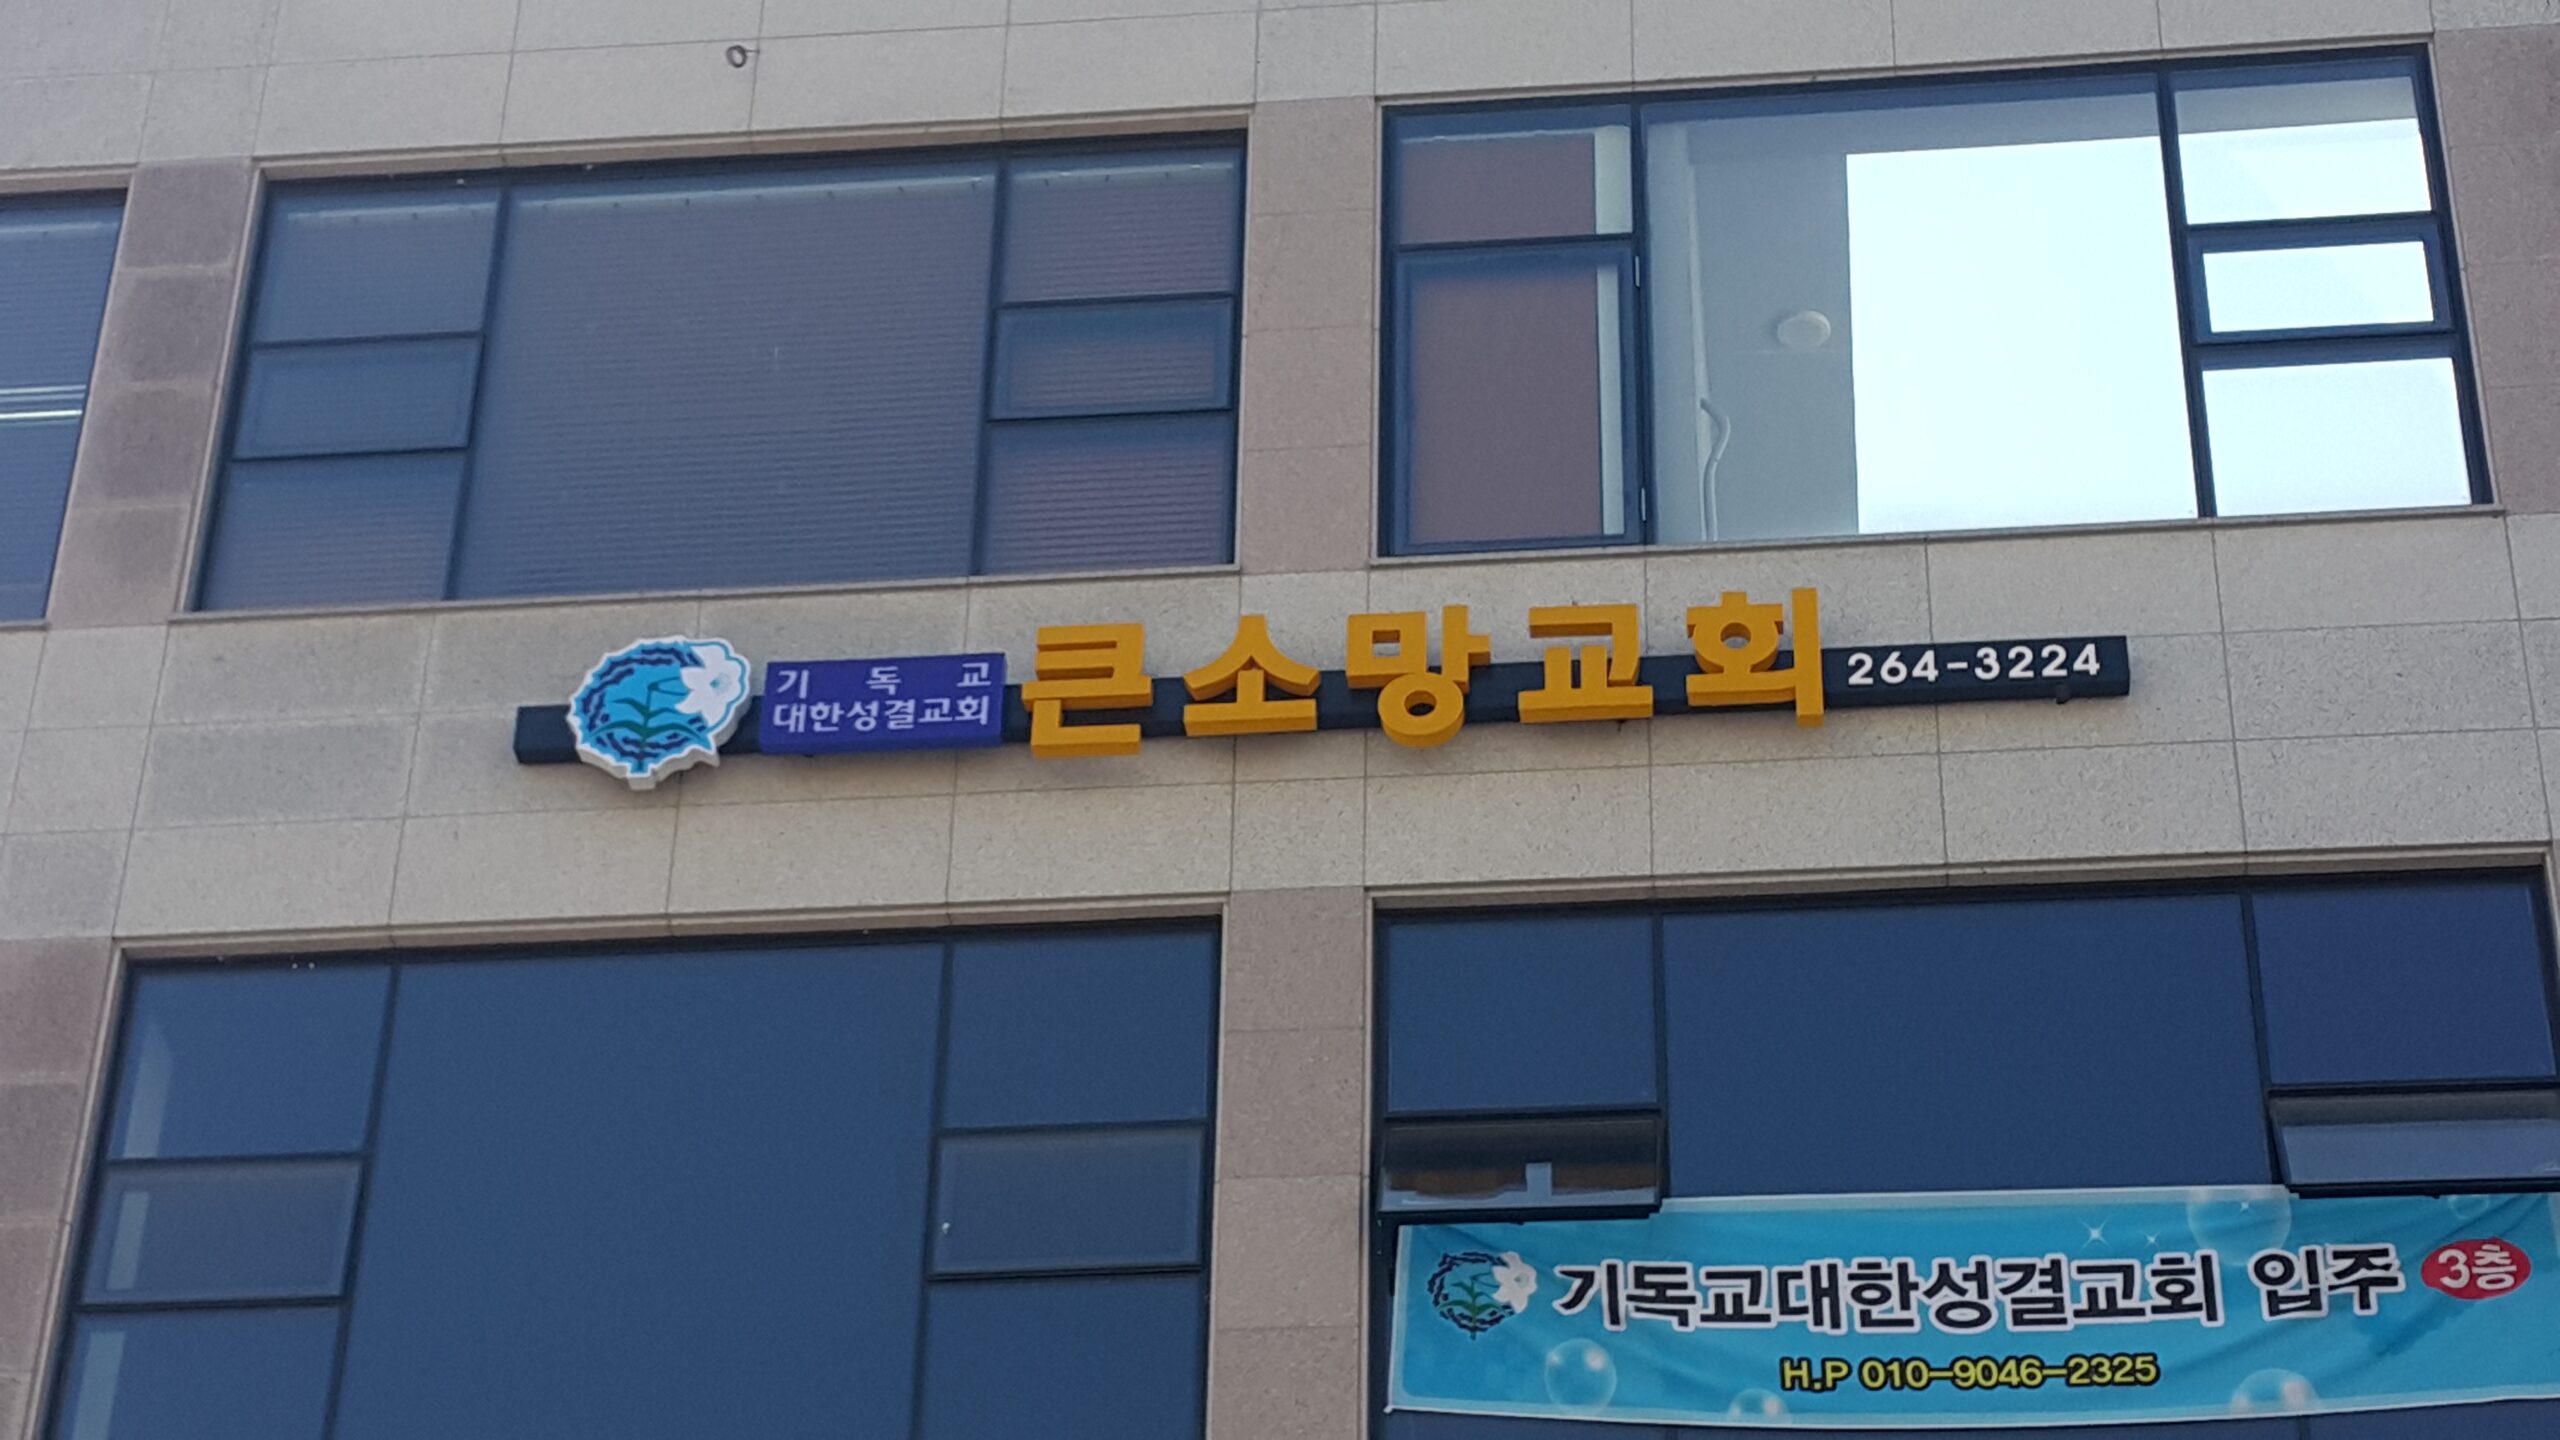 기독교
대한성결교회
큰소망교회
264-3224
기독교대한성결교회 입주 3층
H.P 010-9046-2325